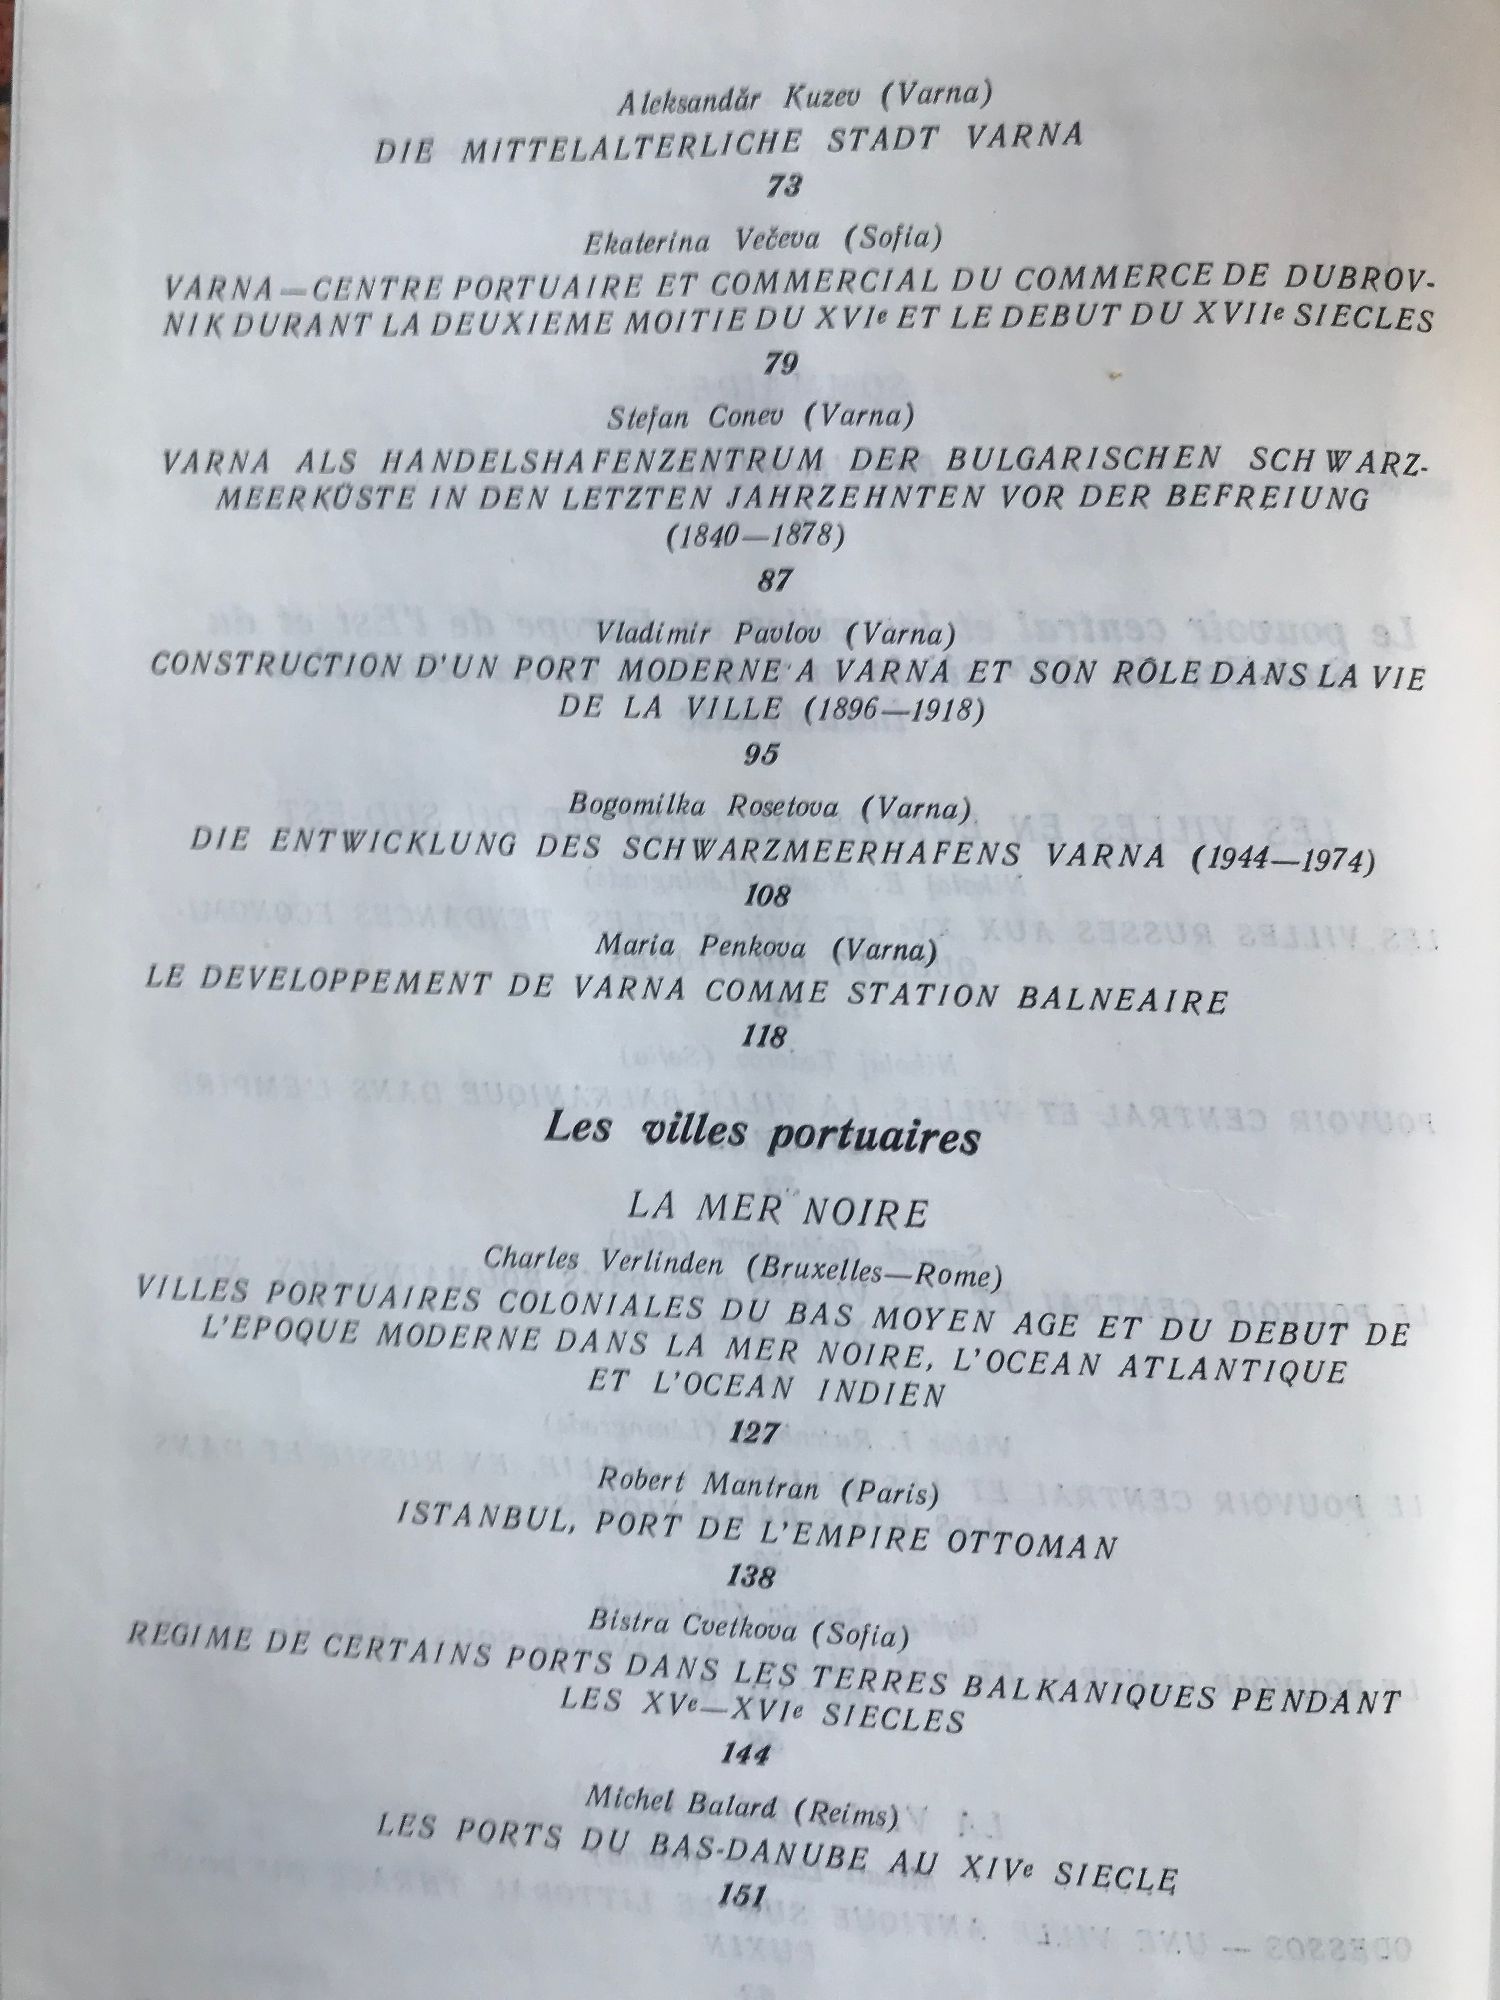 Aleksandăr Kuzev (Varna)
DIE MITTELALTERLICHE STADT VARNA
73
Ekaterina Večeva (Sofia)
VARNA—CENTRE PORTUAIRE ET COMMERCIAL DU COMMERCE DE DUBROV-
NIK DURANT LA DEUXIEME MOITIE DU XVIe ET LE DEBUT DU XVIIe SIECLES
79
Stefan Conev (Varna)
VARNA ALS HANDELSHAFENZENTRUM DER BULGARISCHEN SCHWARZ-
MEERKÜSTE IN DEN LETZTEN JAHRZEHNTEN VOR DER BEFREIUNG
(1840—1878)
87
Vladimir Pavlov (Varna)
CONSTRUCTION D'UN PORT MODERNE A VARNA ET SON RÔLE DANS LA VIE
DE LA VILLE (1896—1918)
95
Bogomilka Rosetova (Varna)
DIE ENTWICKLUNG DES SCHWARZMEERHAFENS VARNA (1944—1974)
108
Maria Penkova (Varna)
LE DEVELOPPEMENT DE VARNA COMME STATION BALNEAIRE
118
Les villes portuaires
LA MER NOIRE
Charles Verlinden (Bruxelles—Rome)
VILLES PORTUAIRES COLONIALES DU BAS MOYEN AGE ET DU DEBUT DE
L'EPOQUE MODERNE DANS LA MER NOIRE, L'OCEAN ATLANTIQUE
ET L'OCEAN INDIEN
127
Robert Mantran (Paris)
ISTANBUL, PORT DE L'EMPIRE OTTOMAN
138
Bistra Cvetkova (Sofia)
REGIME DE CERTAINS PORTS DANS LES TERRES BALKANIQUES PENDANT
LES XVe—XVIe SIECLES
144
Michel Balard (Reims)
LES PORTS DU BAS-DANUBE AU XIVe SIECLE
151